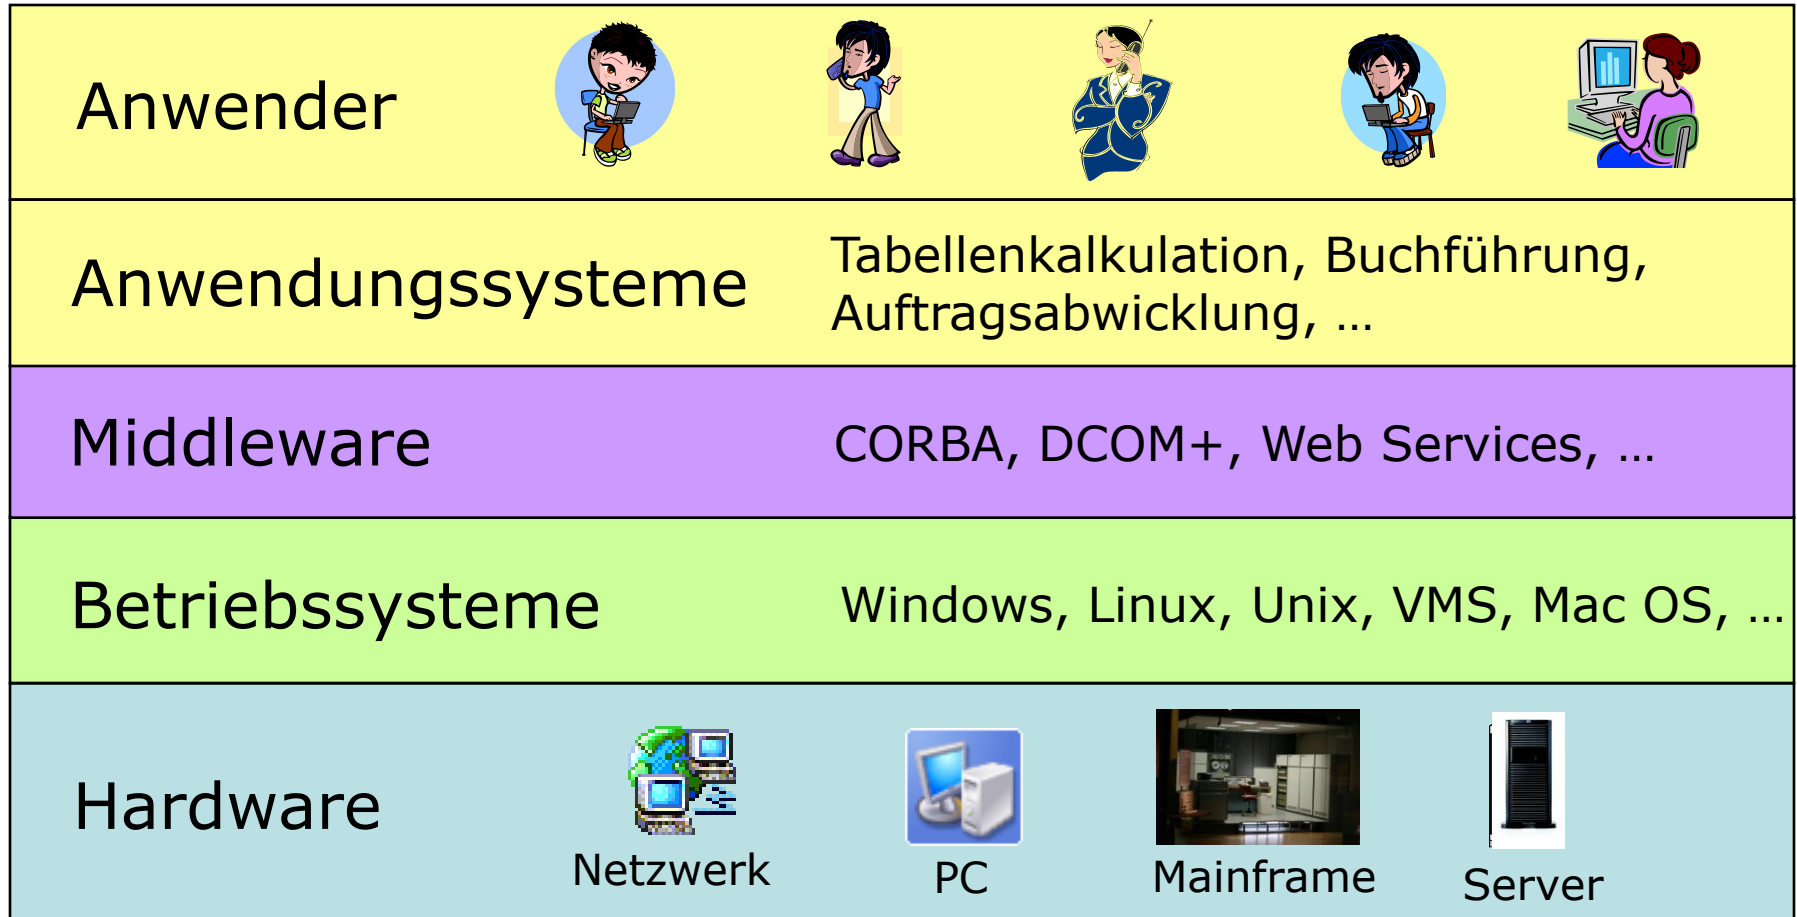 Anwender
Anwendungssysteme
Tabellenkalkulation, Buchführung,
Auftragsabwicklung, ...
Middleware
CORBA, DCOM+, Web Services, ...
Betriebssysteme
Windows, Linux, Unix, VMS, Mac OS, ...
Hardware
Netzwerk
PC
Mainframe
Server